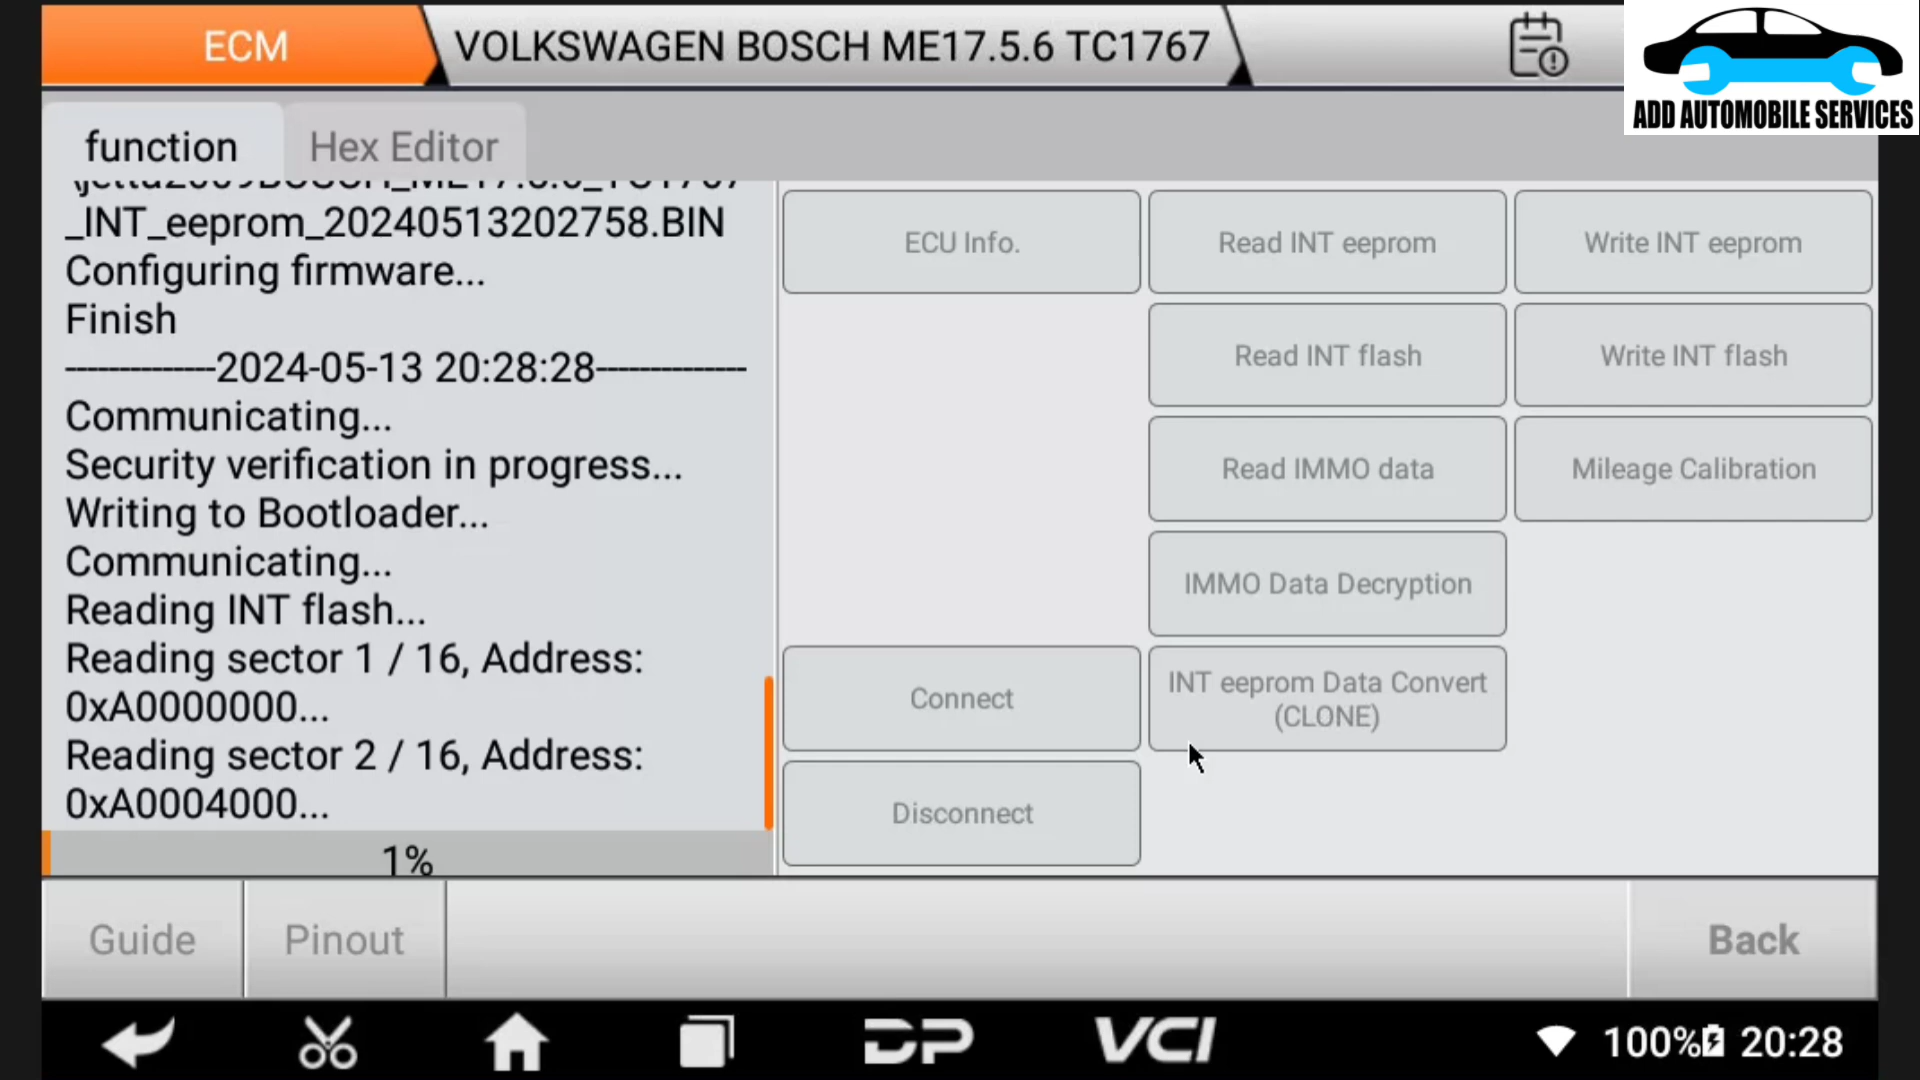 ECM
VOLKSWAGEN BOSCH ME17.5.6 TC1767
ADD AUTOMOBILE SERVICES
function
Hex Editor
_INT_eeprom_20240513202758.BIN
Configuring firmware...
Finish
--------------2024-05-13 20:28:28--------------
Communicating...
Security verification in progress...
Writing to Bootloader...
Communicating...
Reading INT flash...
Reading sector 1 / 16, Address:
0xA0000000...
Reading sector 2 / 16, Address:
0xA0004000...
1%
ECU Info.
Read INT eeprom
Write INT eeprom
Read INT flash
Write INT flash
Read IMMO data
Mileage Calibration
IMMO Data Decryption
Connect
INT eeprom Data Convert
(CLONE)
Disconnect
Guide
Pinout
Back
DP
VCI
100%
20:28